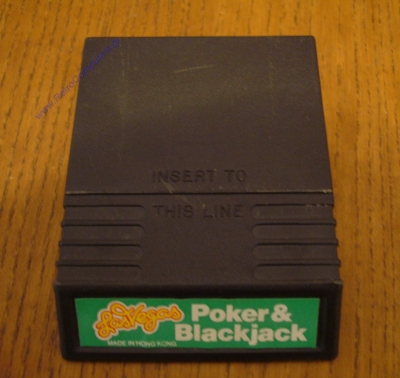 INSERT TO
THIS LINE
Las Vegas
Poker &
Blackjack
MADE IN HONG KONG